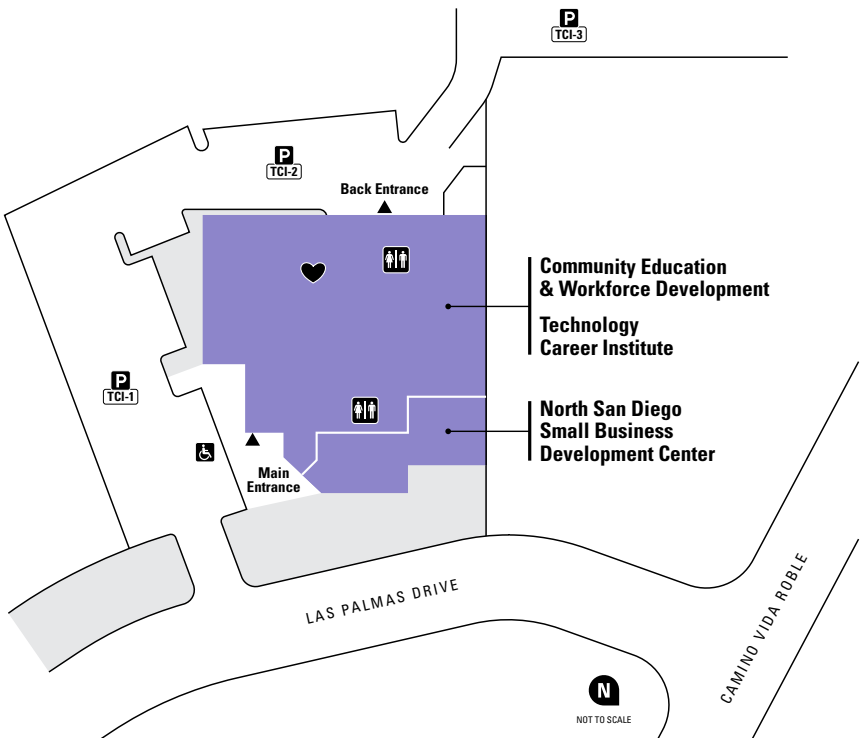 P
TCI-3
P
TCI-2
Back Entrance
Community Education
& Workforce Development
Technology
Career Institute
P
TCI-1
North San Diego
Small Business
Development Center
Main
Entrance
LAS PALMAS DRIVE
CAMINO VIDA ROBLE
N
NOT TO SCALE